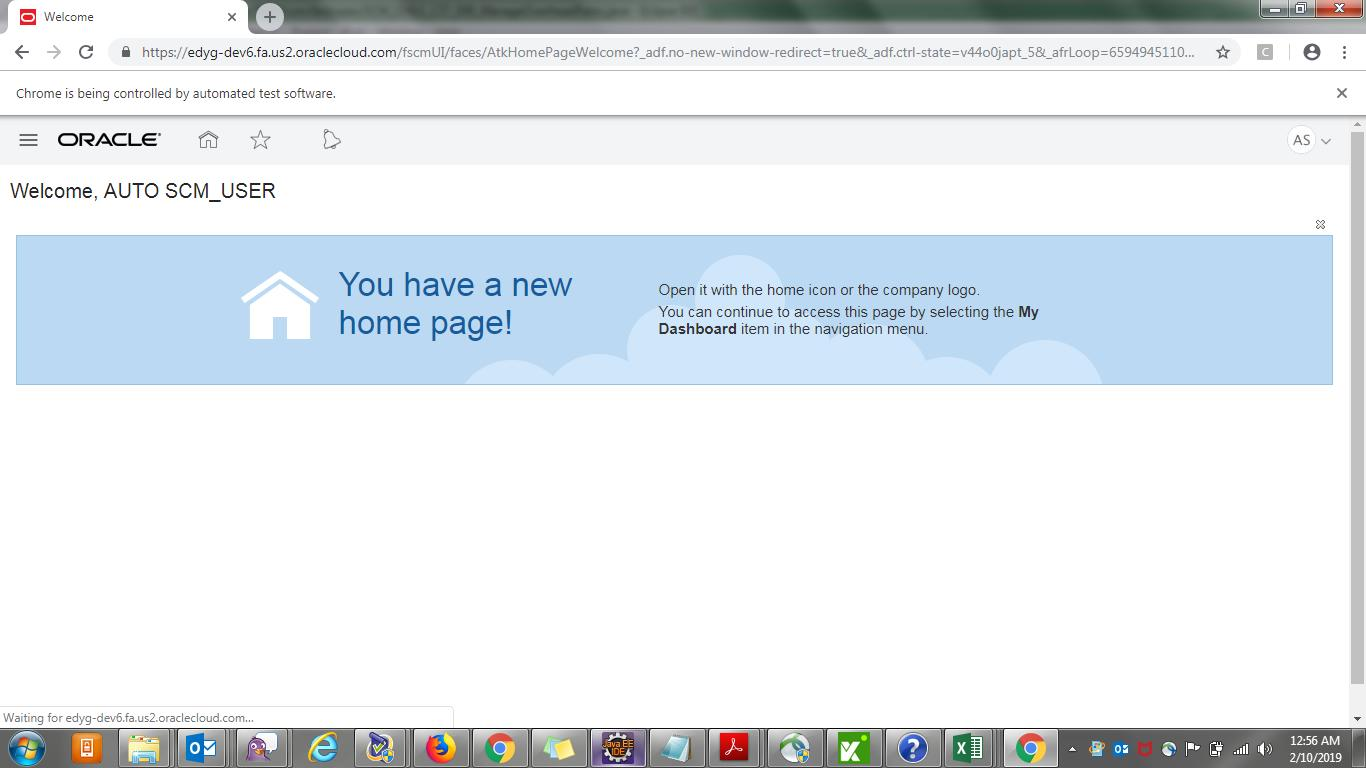 Welcome
https://edyg-dev6.fa.us2.oraclecloud.com/fscmUI/faces/AtkHomePageWelcome?_adf.no-new-window-redirect=true&_adf.ctrl-state=v44o0japt_5&_afrLoop=6594945110...
C
Chrome is being controlled by automated test software.
ORACLE
AS
Welcome, AUTO SCM_USER
You have a new
home page!
Open it with the home icon or the company logo.
You can continue to access this page by selecting the My
Dashboard item in the navigation menu.
Waiting for edyg-dev6.fa.us2.oraclecloud.com...
Java EE
IDE
12:56 AM
2/10/2019